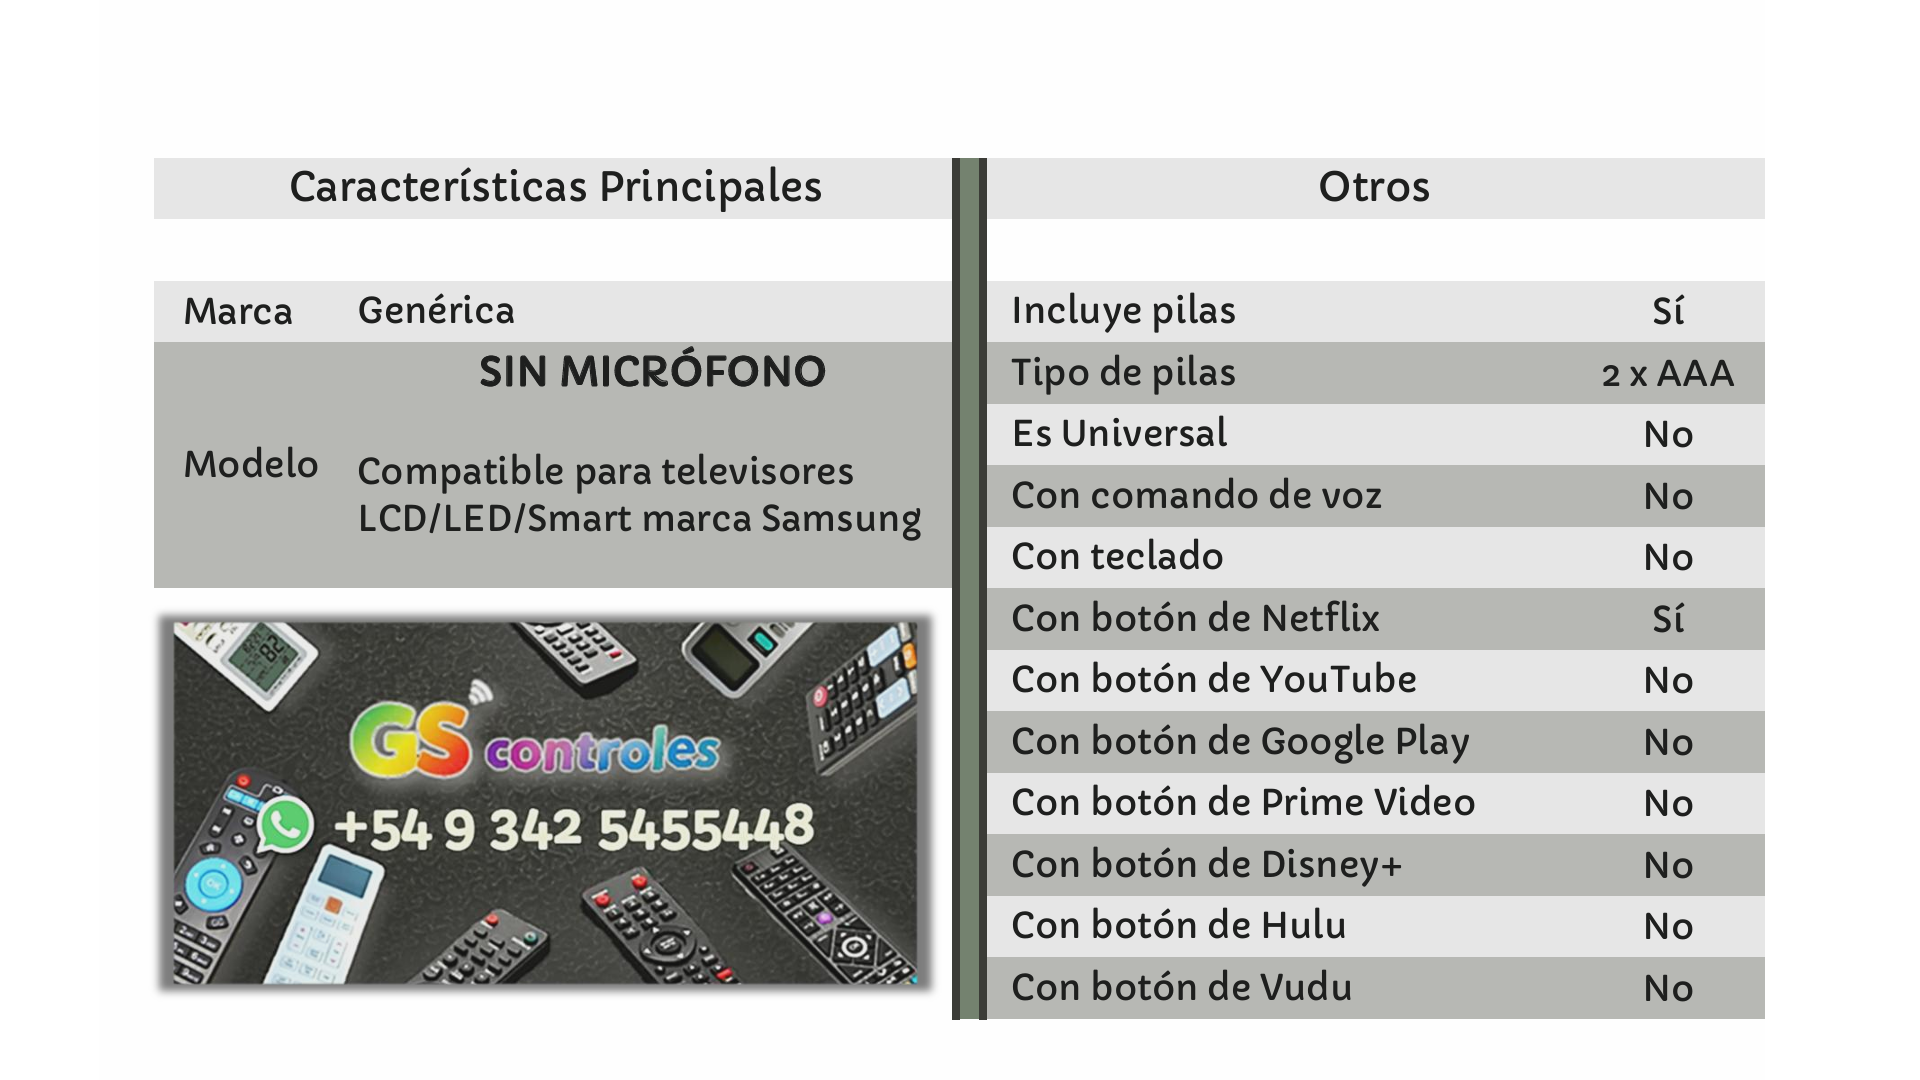 Características Principales
Marca Genérica
SIN MICRÓFONO
Modelo
Compatible para televisores
LCD/LED/Smart marca Samsung
GS controles
+54 9 342 5455448
Otros
Incluye pilas Sí
Tipo de pilas 2 x AAA
Es Universal No
Con comando de voz No
Con teclado No
Con botón de Netflix Sí
Con botón de YouTube No
Con botón de Google Play No
Con botón de Prime Video No
Con botón de Disney+ No
Con botón de Hulu No
Con botón de Vudu No